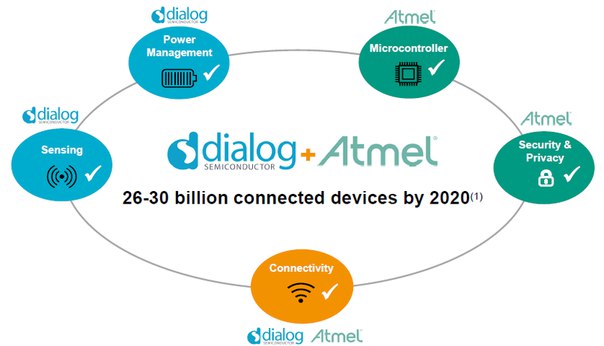 dialog
SEMICONDUCTOR
Atmel®
Power
Management
Microcontroller
dialog
SEMICONDUCTOR
Sensing
Atmel®
Security &
Privacy
dialog + Atmel®
SEMICONDUCTOR
26-30 billion connected devices by 2020(1)
Connectivity
dialog Atmel®
SEMICONDUCTOR